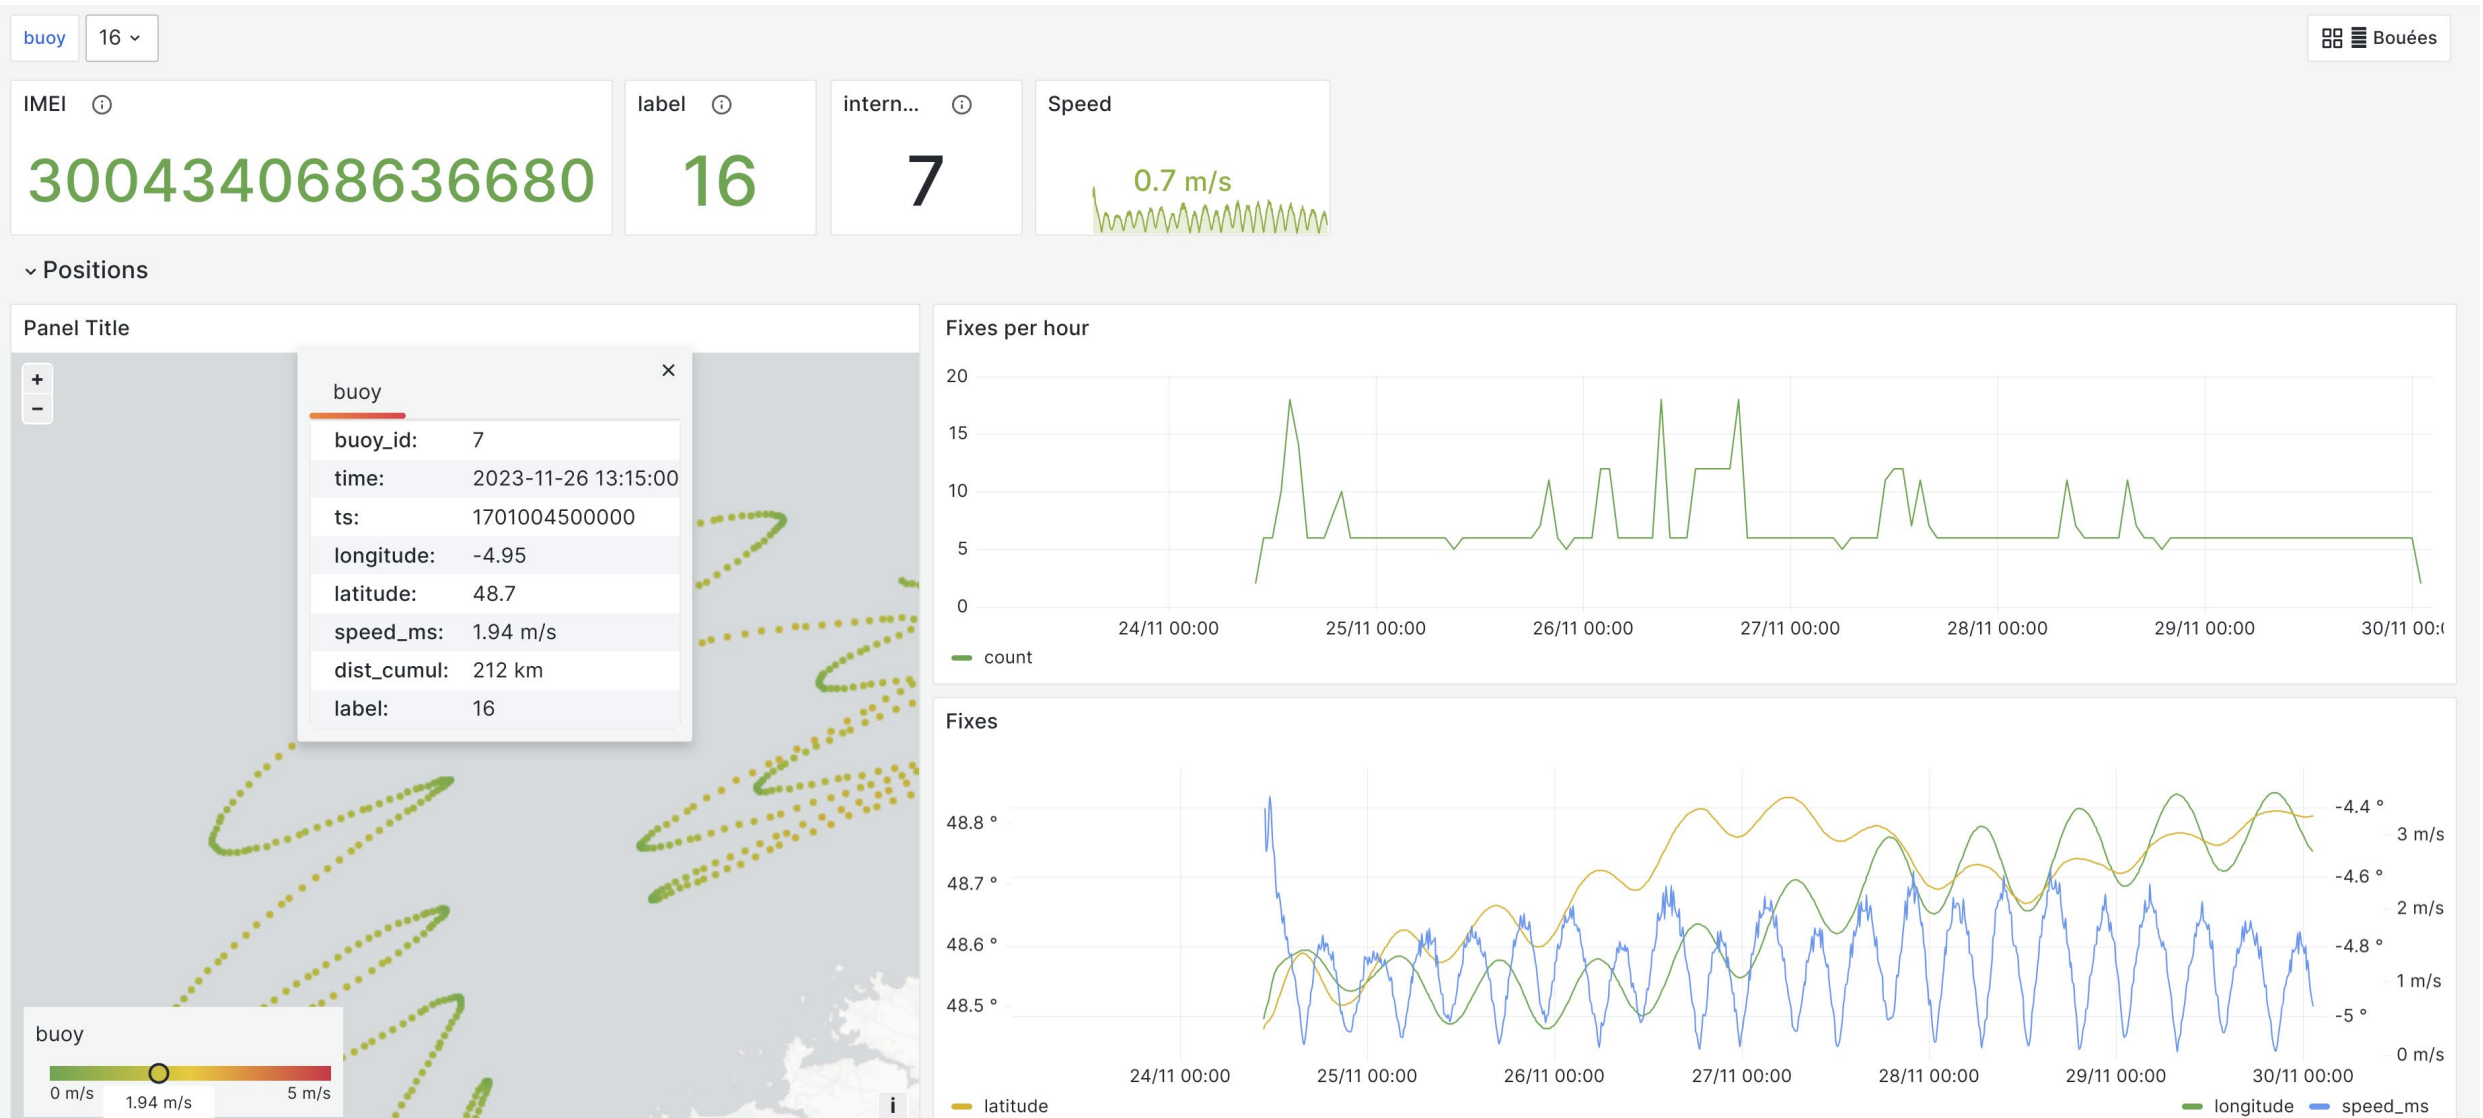 buoy 16 Bouées
IMEI label intern... Speed
300434068636680 16 7 0.7 m/s
Positions
Panel Title
+
−
buoy
buoy_id: 7
time: 2023-11-26 13:15:00
ts: 1701004500000
longitude: -4.95
latitude: 48.7
speed_ms: 1.94 m/s
dist_cumul: 212 km
label: 16
buoy
0 m/s 1.94 m/s 5 m/s
i
Fixes per hour
20
15
10
5
0
24/11 00:00 25/11 00:00 26/11 00:00 27/11 00:00 28/11 00:00 29/11 00:00 30/11 00:
count
Fixes
48.8 °
48.7 °
48.6 °
48.5 °
-4.4 °
-4.6 °
-4.8 °
-5 °
3 m/s
2 m/s
1 m/s
0 m/s
24/11 00:00 25/11 00:00 26/11 00:00 27/11 00:00 28/11 00:00 29/11 00:00 30/11 00:00
latitude longitude speed_ms